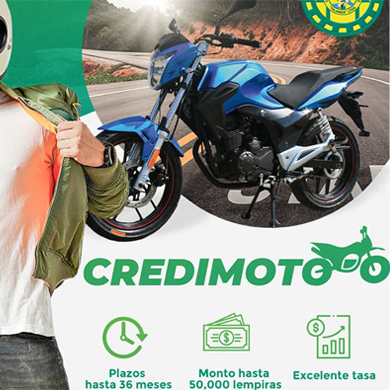 CREDIMOTO
Plazos
hasta 36 meses
Monto hasta
50,000 lempiras
Excelente tasa